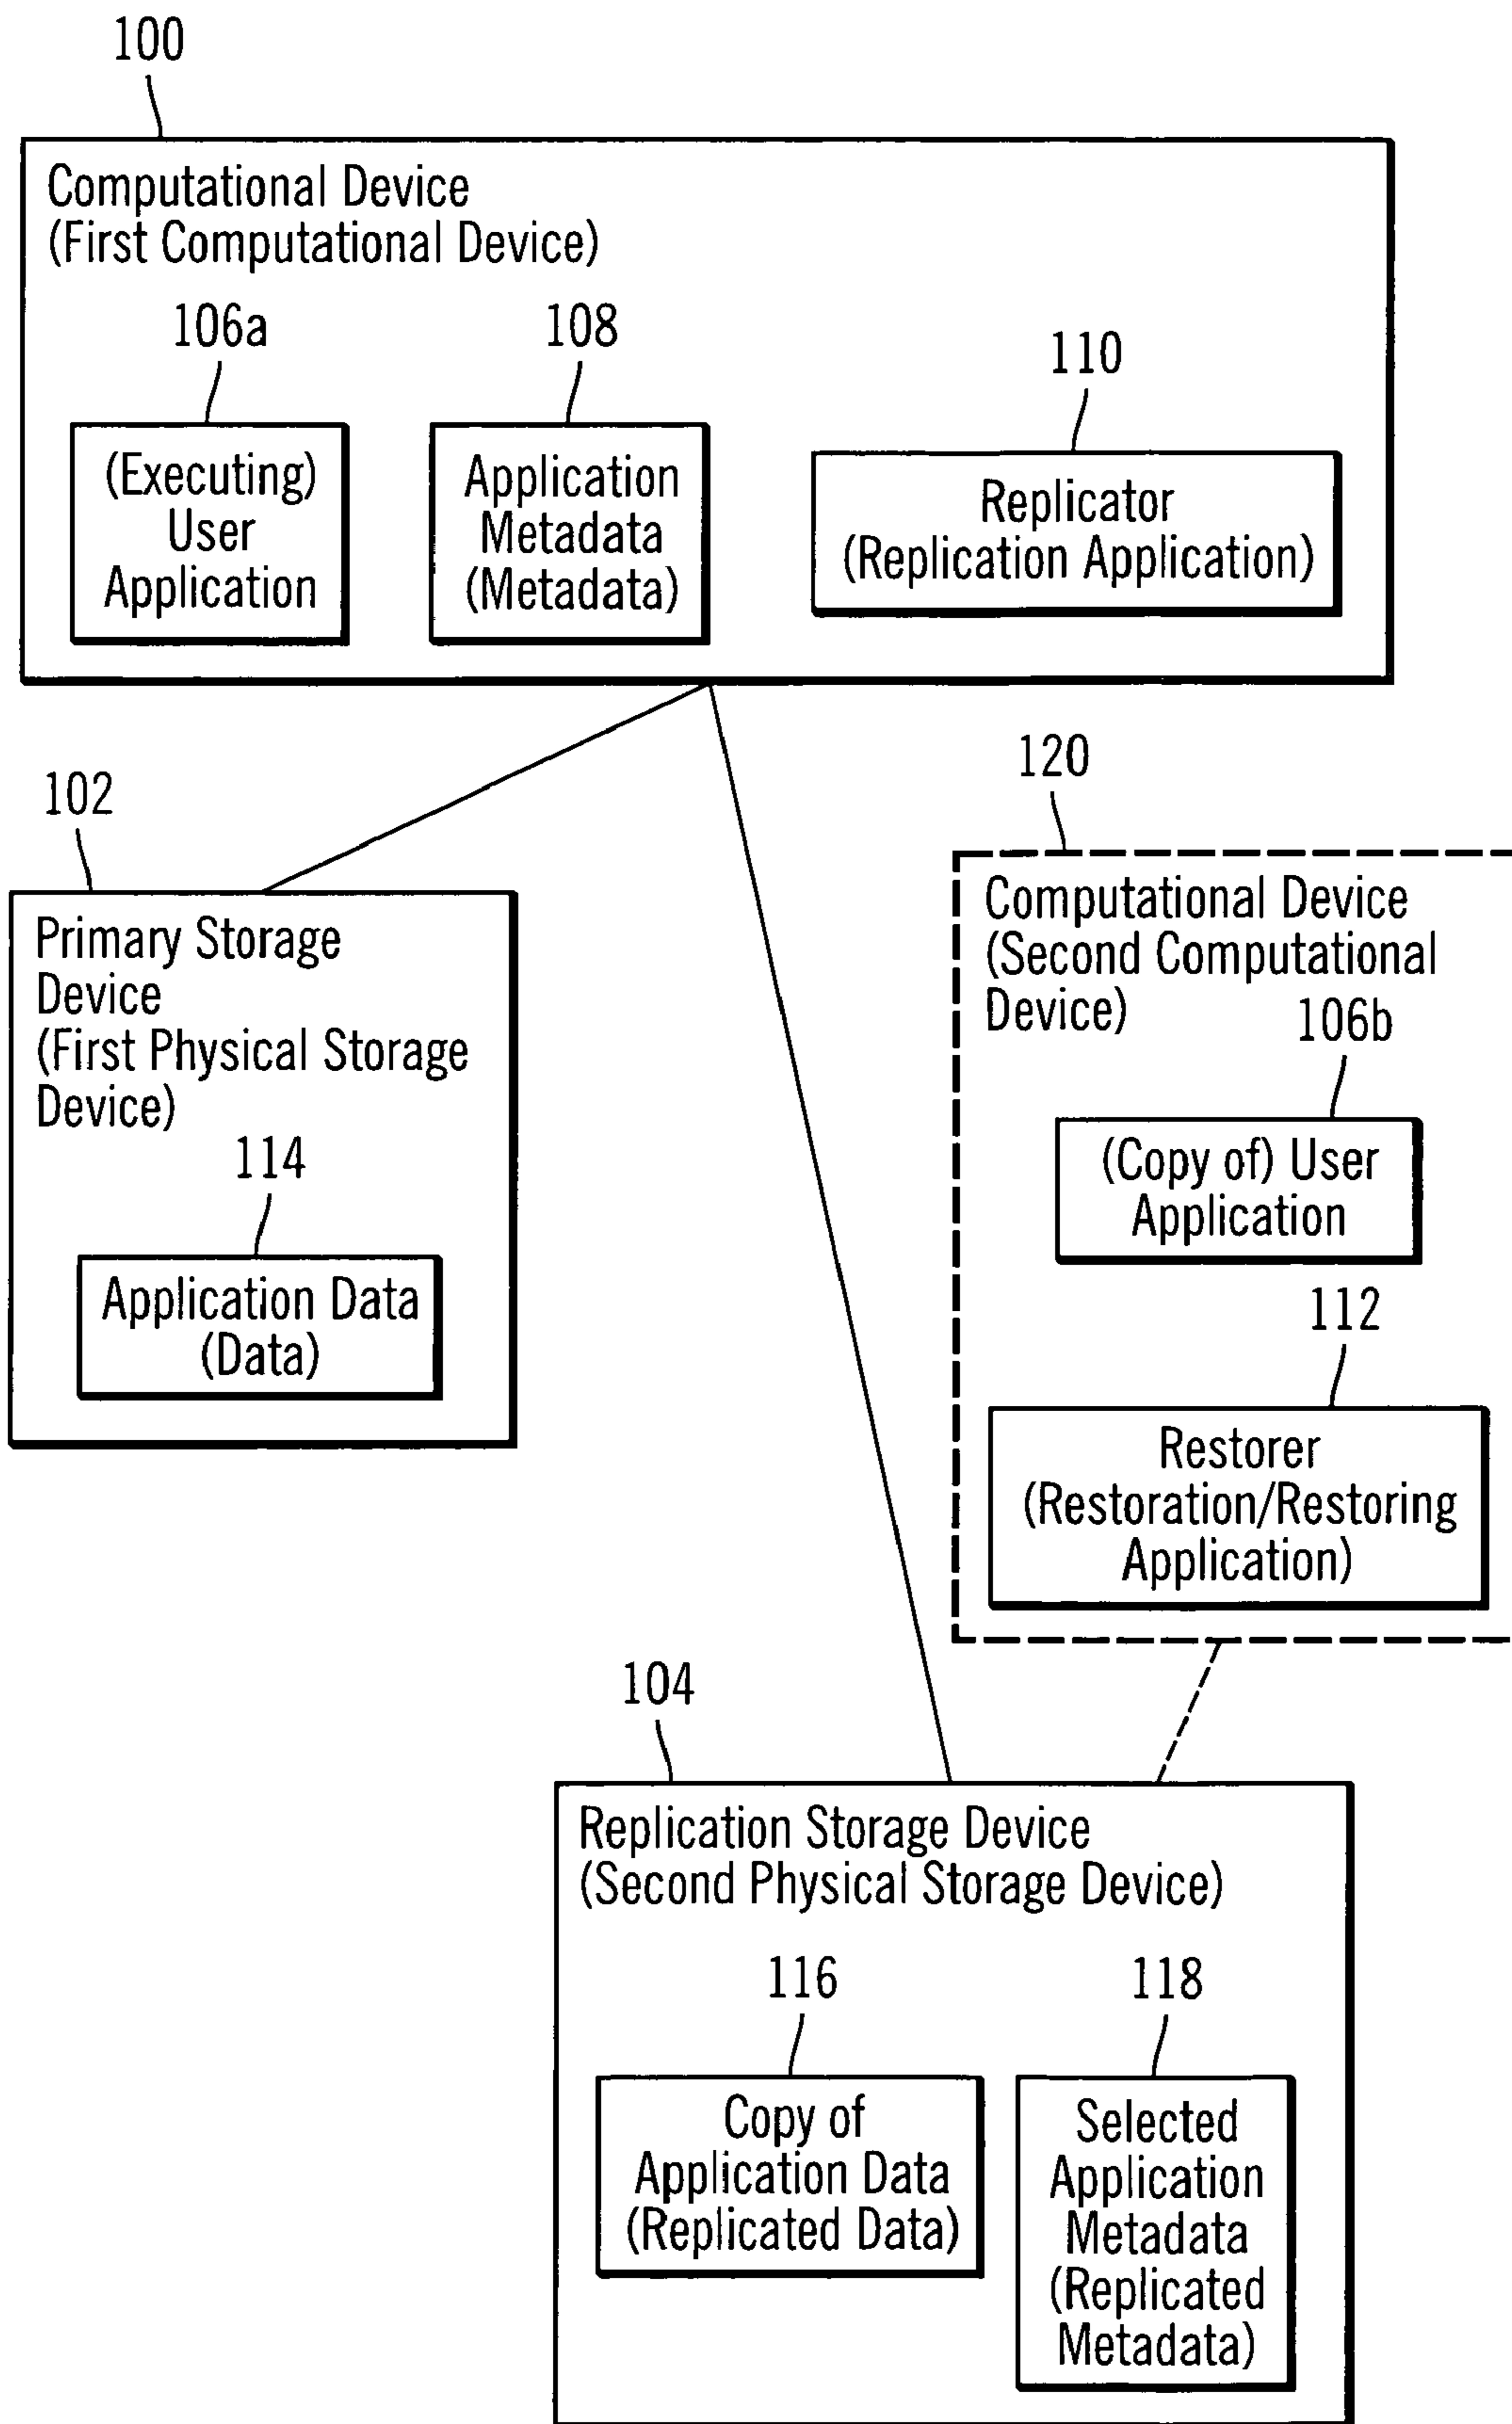 100
Computational Device
(First Computational Device)
106a
108
110
(Executing)
User
Application
Application
Metadata
(Metadata)
Replicator
(Replication Application)
102
120
Primary Storage
Device
(First Physical Storage
Device)
114
Application Data
(Data)
Computational Device
(Second Computational
Device)
106b
(Copy of) User
Application
112
Restorer
(Restoration/Restoring
Application)
104
Replication Storage Device
(Second Physical Storage Device)
116
118
Copy of
Application Data
(Replicated Data)
Selected
Application
Metadata
(Replicated
Metadata)